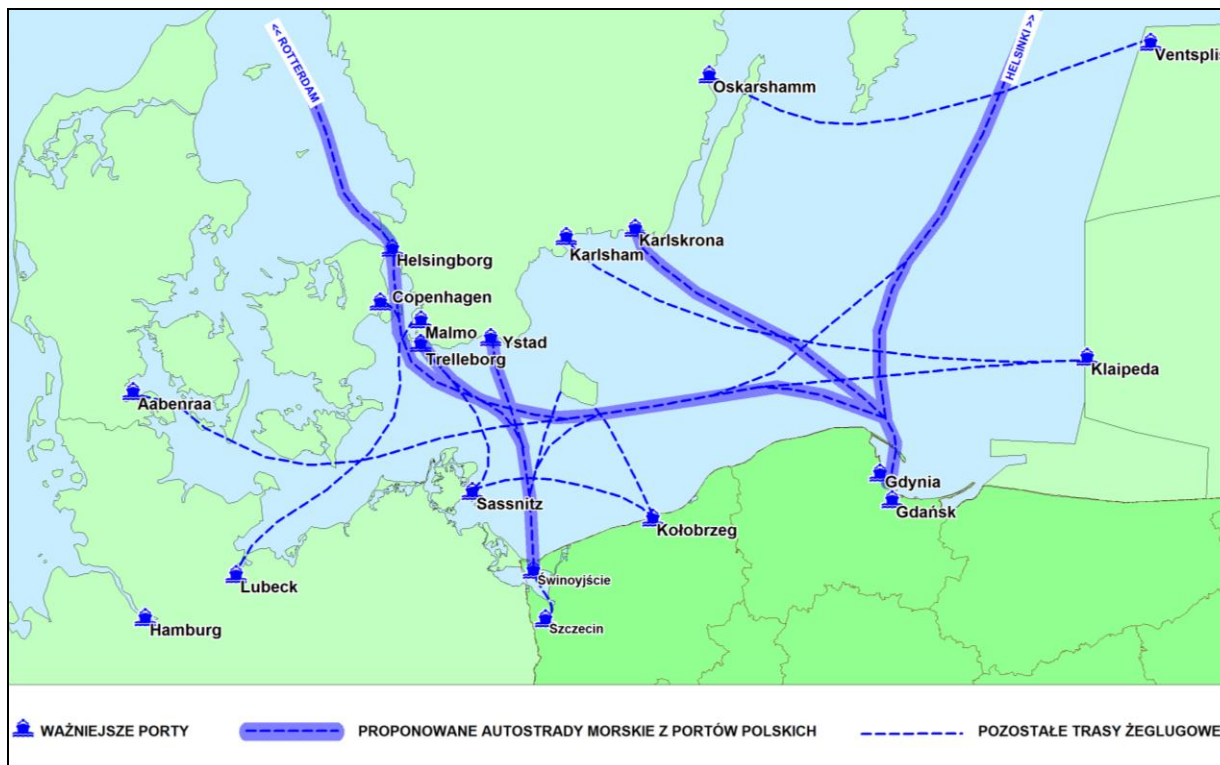 << ROTTERDAM
HELSINKI >>
Ventsplis
Oskarshamm
Karlskrona
Karlsham
Helsingborg
Copenhagen
Malmo
Ystad
Trelleborg
Klaipeda
Aabenraa
Gdynia
Sassnitz
Gdańsk
Kołobrzeg
Świnoyjście
Lubeck
Hamburg
Szczecin
WAŻNIEJSZE PORTY
PROPONOWANE AUTOSTRADY MORSKIE Z PORTÓW POLSKICH
POZOSTAŁE TRASY ŻEGLUGOWE